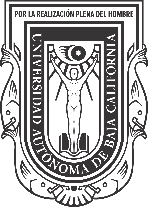 POR LA REALIZACIÓN PLENA DEL HOMBRE
UNIVERSIDAD AUTÓNOMA DE BAJA CALIFORNIA